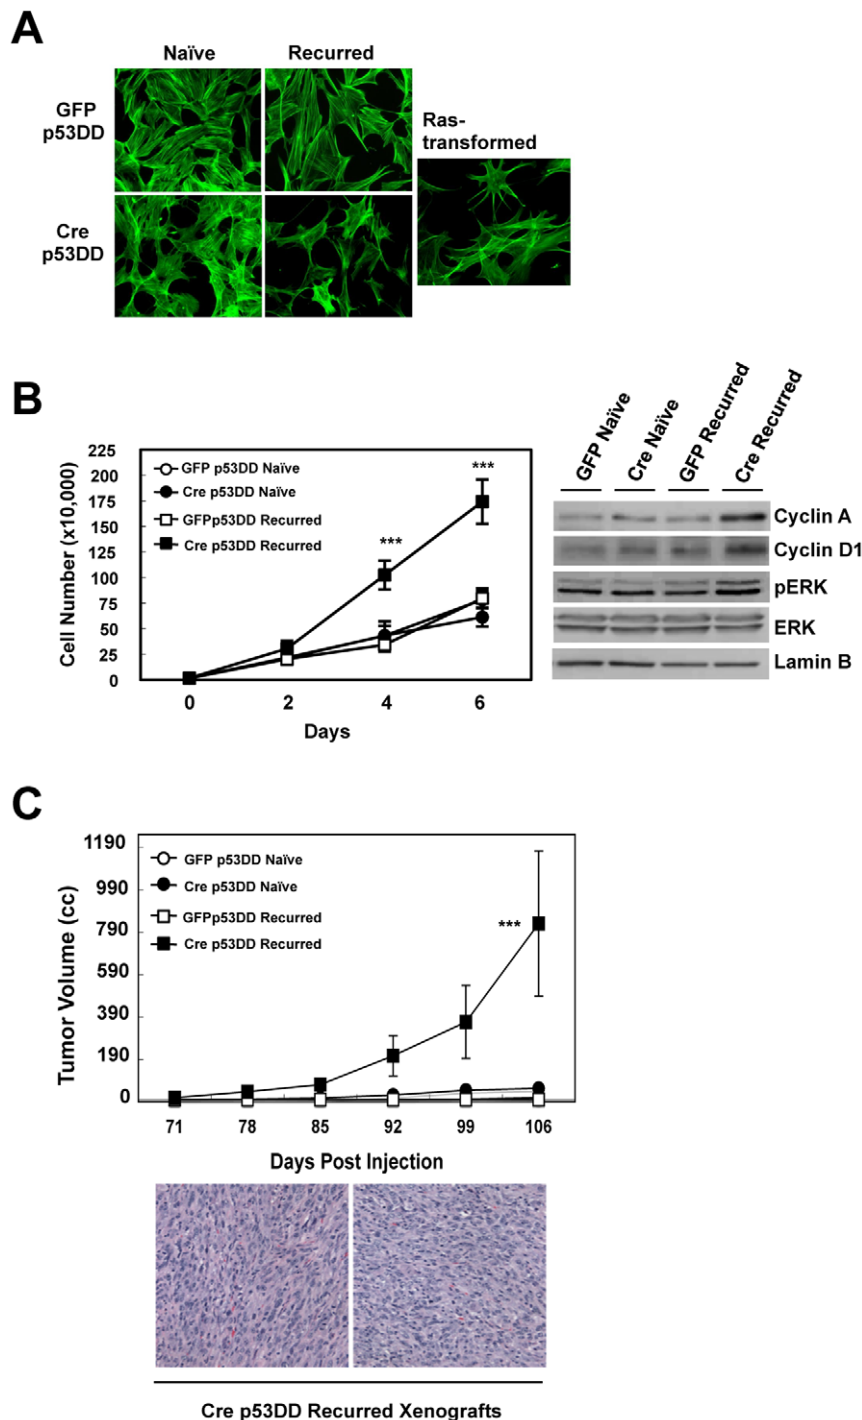 A
Naïve
Recurred
GFP
p53DD
Ras-
transformed
Cre
p53DD
B
225
200
175
150
125
100
75
50
25
0
Cell Number (x10,000)
GFP p53DD Naïve
Cre p53DD Naïve
GFPp53DD Recurred
Cre p53DD Recurred
***
***
0 2 4 6
Days
GFP Naïve
Cre Naïve
GFP Recurred
Cre Recurred
Cyclin A
Cyclin D1
pERK
ERK
Lamin B
C
1190
990
790
590
390
190
0
Tumor Volume (cc)
GFP p53DD Naïve
Cre p53DD Naïve
GFPp53DD Recurred
Cre p53DD Recurred
***
71 78 85 92 99 106
Days Post Injection
Cre p53DD Recurred Xenografts